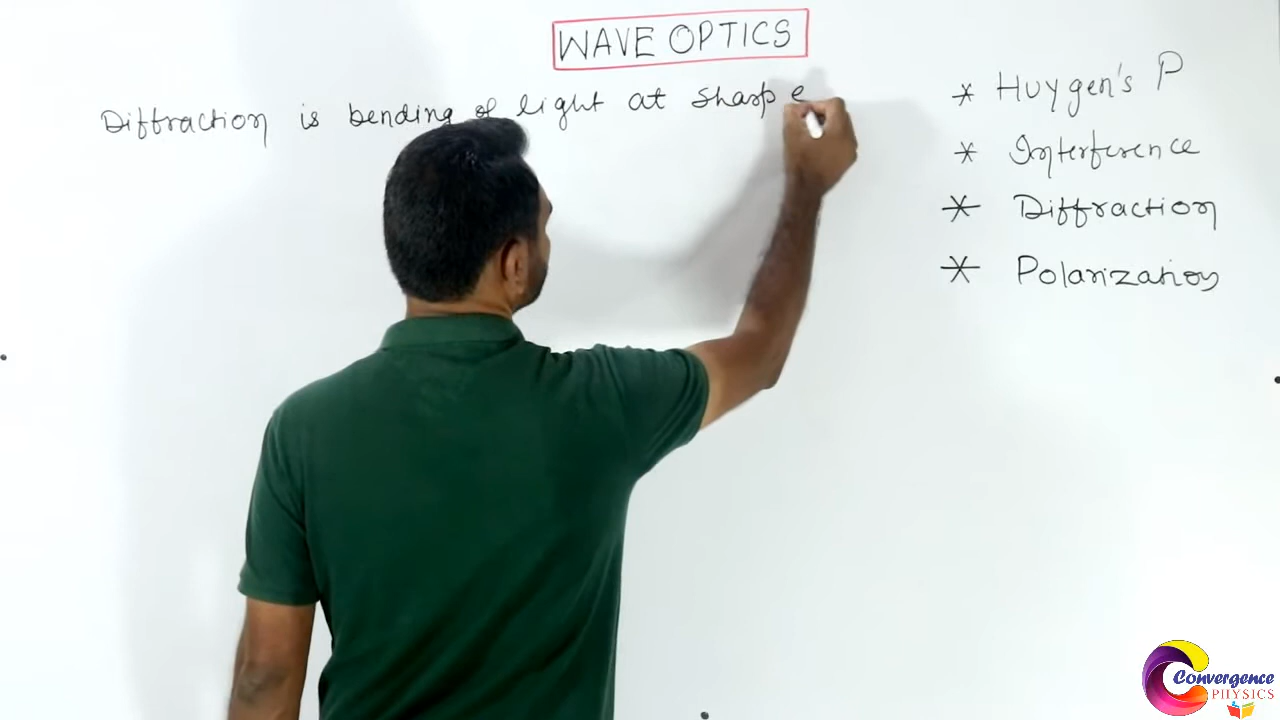 WAVE OPTICS
Diffraction is bending of light at sharp e
* Huygen's P
* Interference
* Diffraction
* Polarization
Convergence
PHYSICS